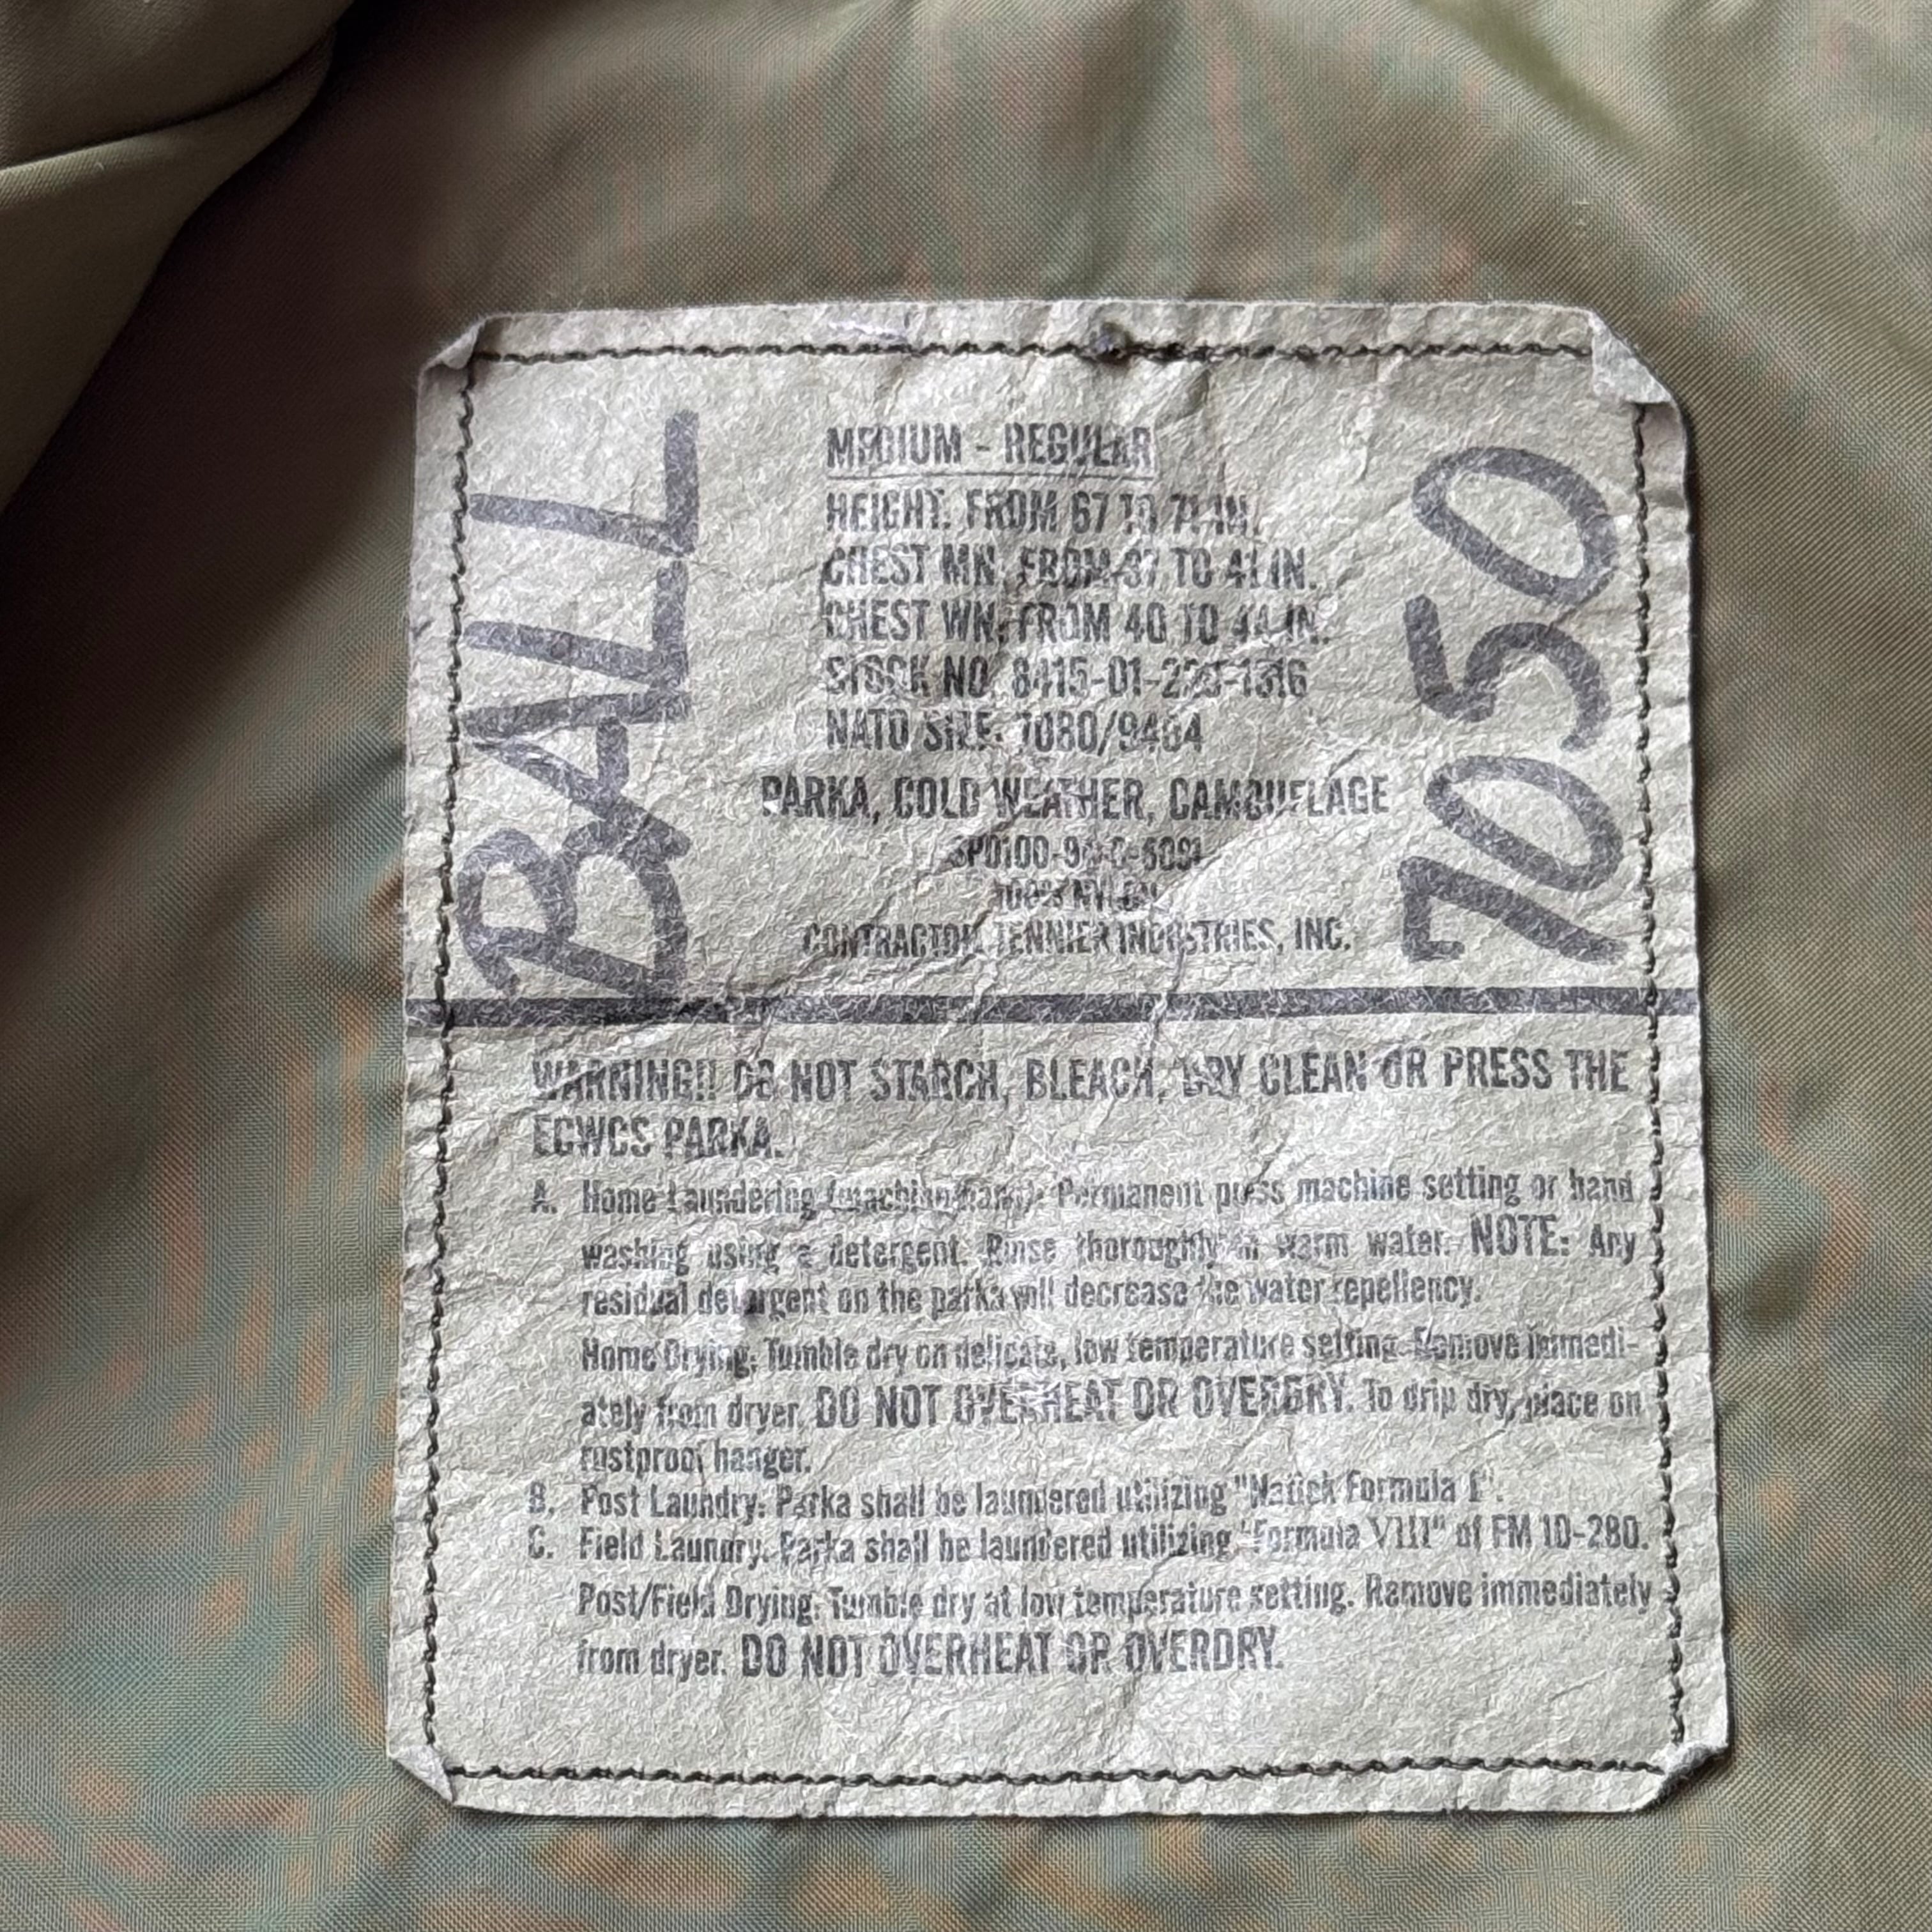 BALL
7050
MEDIUM - REGULAR
HEIGHT: FROM 67 TO 71 IN.
CHEST MN: FROM 37 TO 41 IN.
CHEST WN: FROM 40 TO 44 IN.
STOCK NO. 8415-01-228-1316
NATO SIZE:
PARKA, COLD WEATHER, CAMOUFLAGE
100% NYLON
CONTRACTOR: TENNIER INDUSTRIES, INC.
WARNING!! DO NOT STARCH, BLEACH, DRY CLEAN OR PRESS THE
ECWCS PARKA.
A. Home Laundering (machine/hand): Permanent press machine setting or hand
washing using a detergent. Rinse thoroughly in warm water. NOTE: Any
residual detergent on the parka will decrease the water repellency.
Home Drying: Tumble dry on delicate, low temperature setting. Remove immedi-
ately from dryer. DO NOT OVERHEAT OR OVERDRY. To drip dry, place on
rustproof hanger.
B. Post Laundry: Parka shall be laundered utilizing "Natick Formula I".
C. Field Laundry: Parka shall be laundered utilizing "Formula VIII" of FM 10-280.
Post/Field Drying: Tumble dry at low temperature setting. Remove immediately
from dryer. DO NOT OVERHEAT OR OVERDRY.